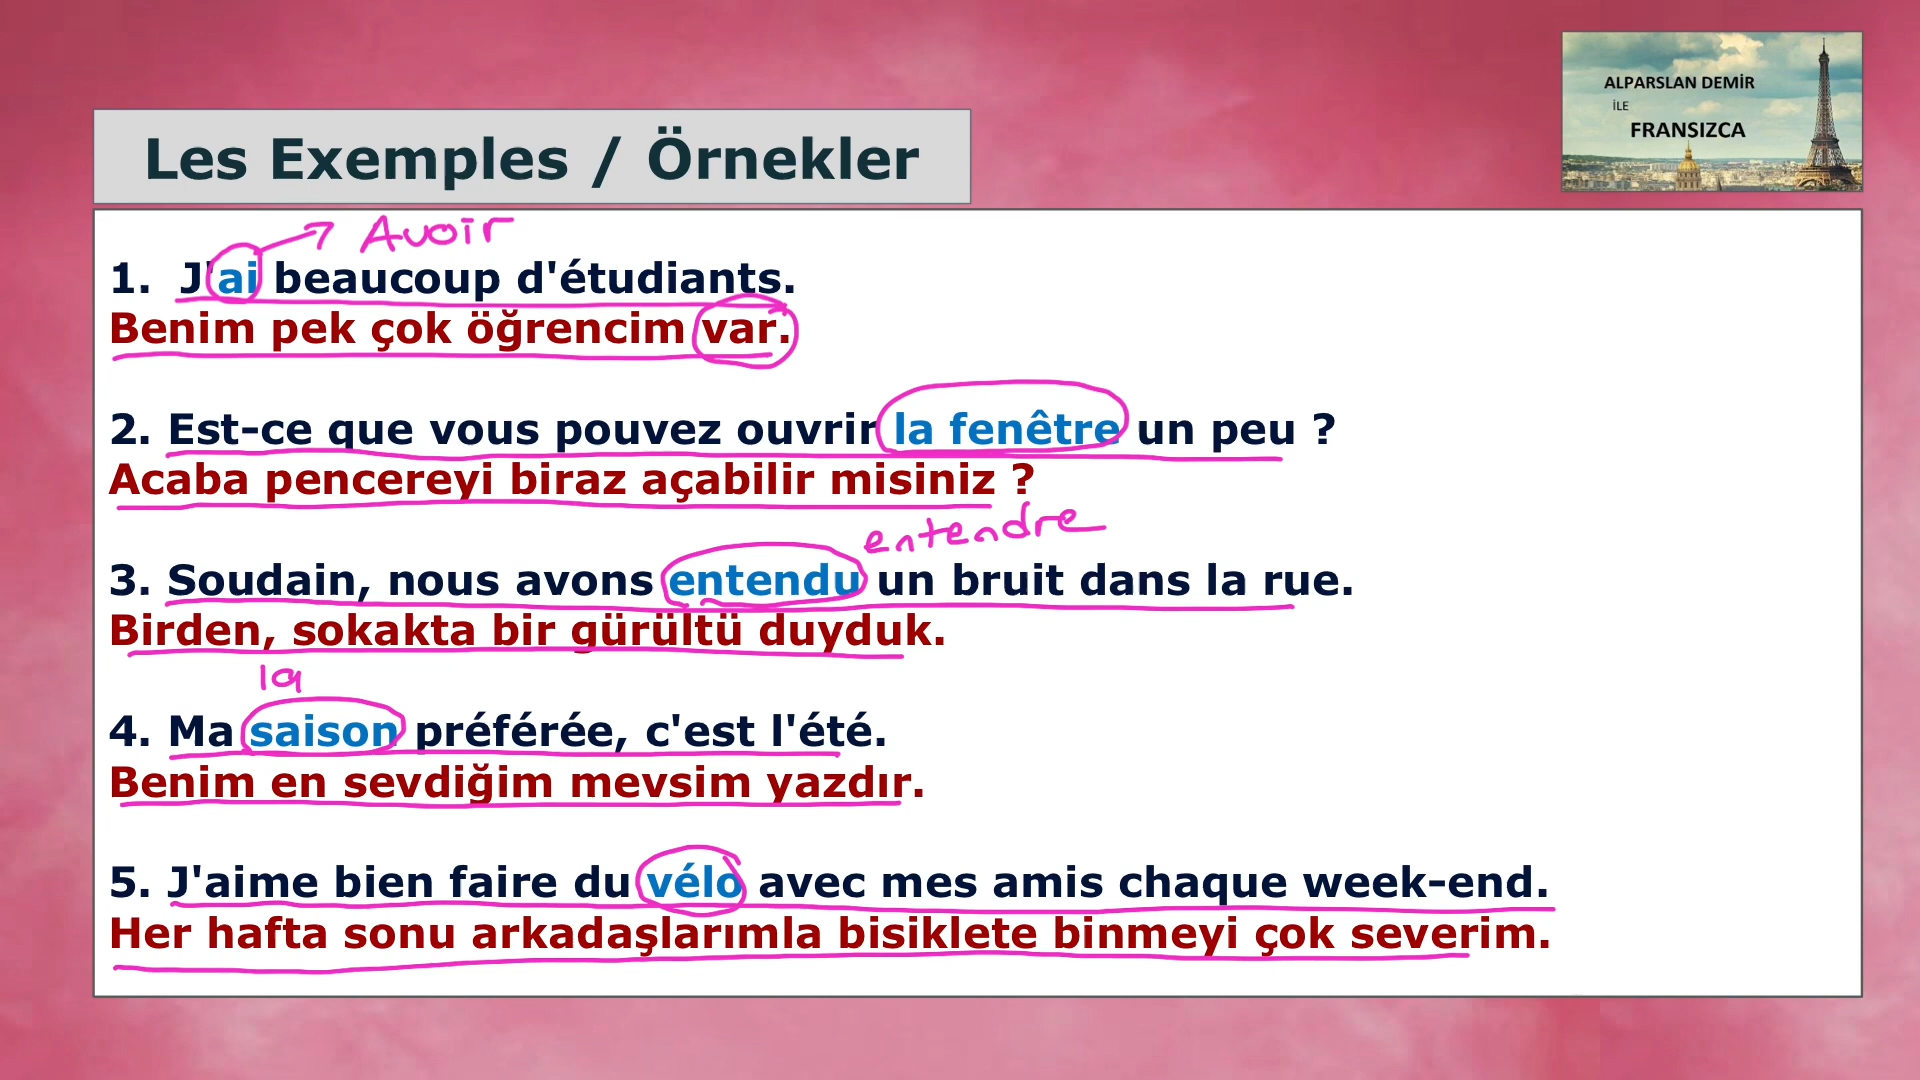 ALPARSLAN DEMİR
İLE
FRANSIZCA
Les Exemples / Örnekler
Avoir
1. J'ai beaucoup d'étudiants.
Benim pek çok öğrencim var.
2. Est-ce que vous pouvez ouvrir la fenêtre un peu ?
Acaba pencereyi biraz açabilir misiniz ?
entendre
3. Soudain, nous avons entendu un bruit dans la rue.
Birden, sokakta bir gürültü duyduk.
la
4. Ma saison préférée, c'est l'été.
Benim en sevdiğim mevsim yazdır.
5. J'aime bien faire du vélo avec mes amis chaque week-end.
Her hafta sonu arkadaşlarımla bisiklete binmeyi çok severim.